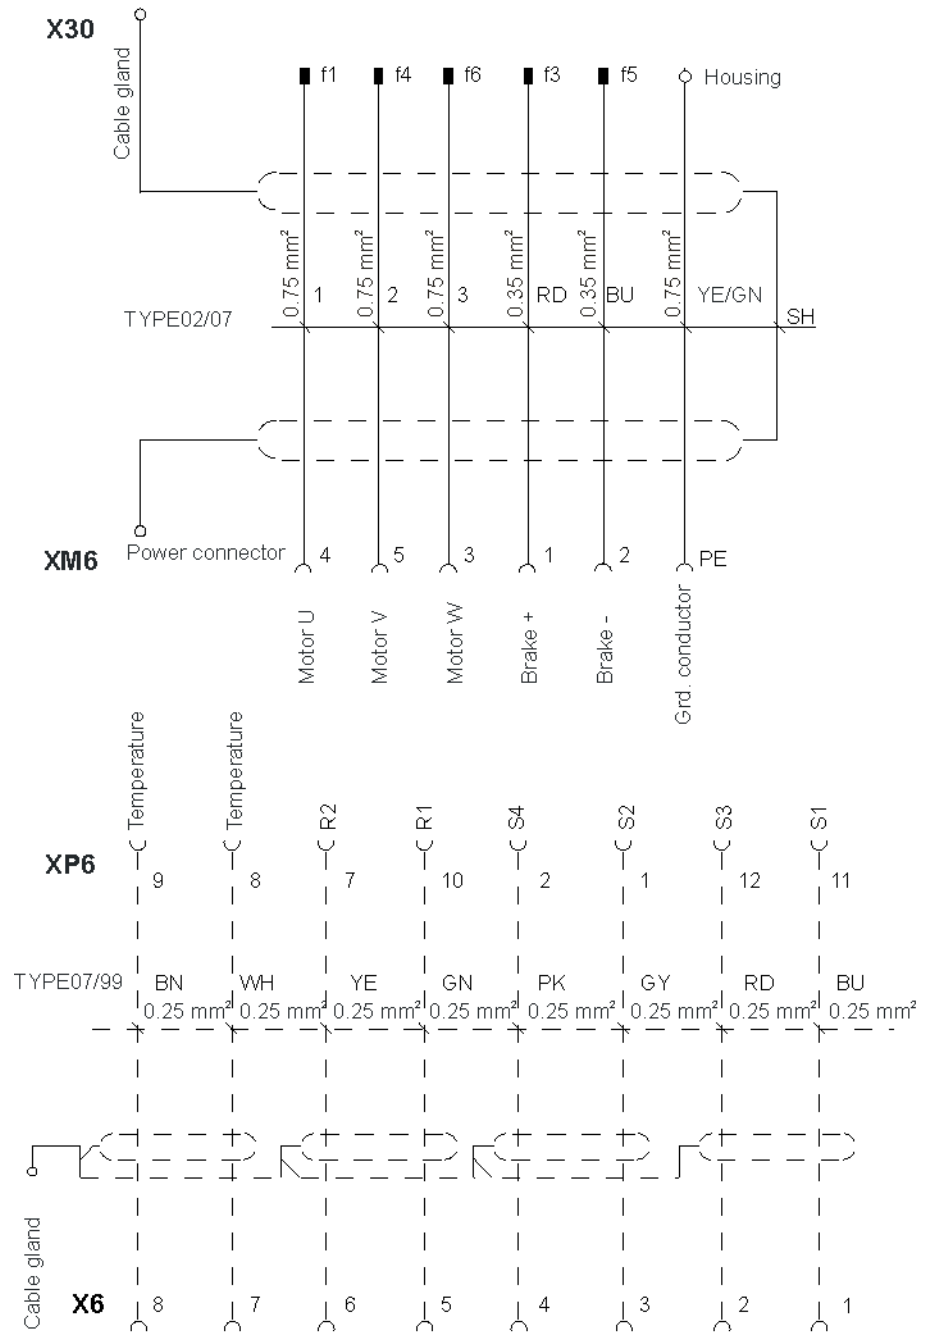 X30
Cable gland
f1 f4 f6 f3 f5 Housing
0.75 mm² 0.75 mm² 0.75 mm² 0.35 mm² 0.35 mm² 0.75 mm²
1 2 3 RD BU YE/GN
TYPE02/07 SH
XM6 Power connector 4 5 3 1 2 PE
Motor U Motor V Motor W Brake + Brake - Grd. conductor
Temperature Temperature R2 R1 S4 S2 S3 S1
XP6
9 8 7 10 2 1 12 11
TYPE07/99 BN WH YE GN PK GY RD BU
0.25 mm² 0.25 mm² 0.25 mm² 0.25 mm² 0.25 mm² 0.25 mm² 0.25 mm² 0.25 mm²
Cable gland
X6 8 7 6 5 4 3 2 1